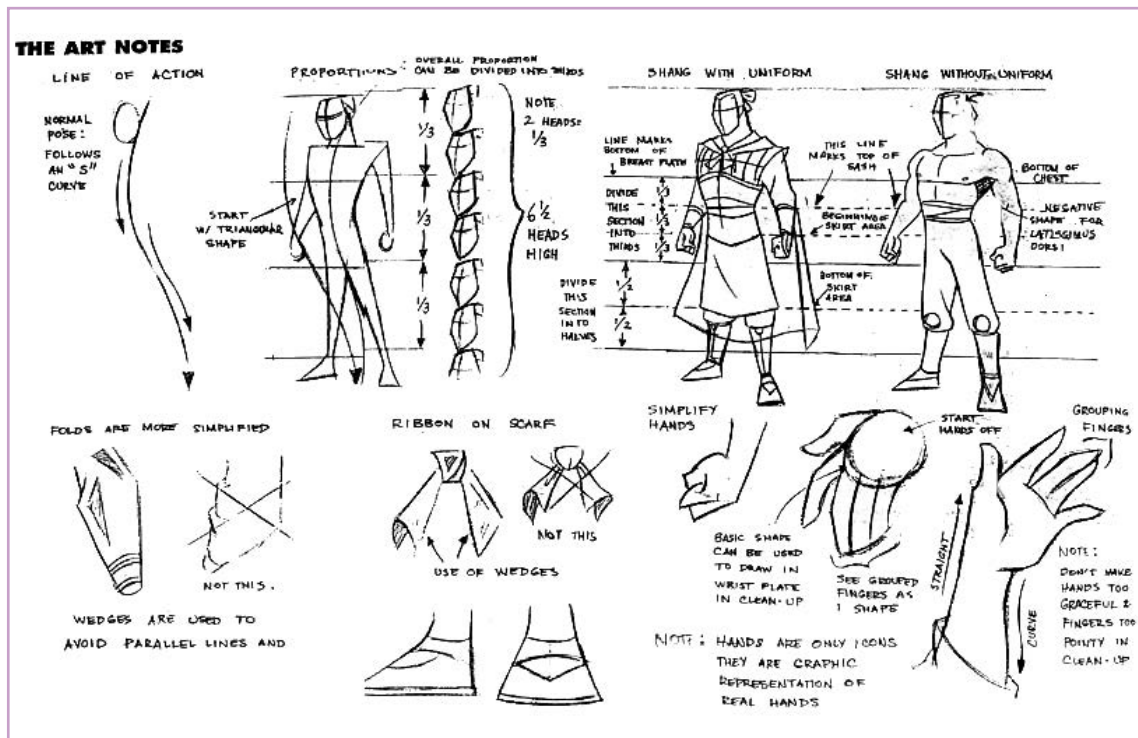 THE ART NOTES
LINE OF ACTION
NORMAL
POSE:
FOLLOWS
AN "S"
CURVE
PROPORTIONS:
OVERALL PROPORTION
CAN BE DIVIDED INTO THIRDS
START
W/ TRIANGULAR
SHAPE
1/3
1/3
1/3
NOTE:
2 HEADS:
1/3
6 1/2
HEADS
HIGH
SHANG WITH UNIFORM
LINE MARKS
BOTTOM OF
BREAST PLATE
DIVIDE
THIS
SECTION
INTO
THIRDS
1/3
1/3
1/3
DIVIDE
THIS
SECTION
INTO
HALVES
1/2
1/2
THIS LINE
MARKS TOP OF
SASH
BEGINNING OF
SKIRT AREA
BOTTOM OF
SKIRT
AREA
SHANG WITHOUT UNIFORM
BOTTOM OF
CHEST
NEGATIVE
SHAPE FOR
LATISSIMUS
DORSI
FOLDS ARE MORE SIMPLIFIED
NOT THIS.
WEDGES ARE USED TO
AVOID PARALLEL LINES AND
RIBBON ON SCARF
NOT THIS
USE OF WEDGES
SIMPLIFY
HANDS
START
HANDS OFF
GROUPING
FINGERS
BASIC SHAPE
CAN BE USED
TO DRAW IN
WRIST PLATE
IN CLEAN-UP
SEE GROUPED
FINGERS AS
1 SHAPE
STRAIGHT
CURVE
NOTE:
DON'T MAKE
HANDS TOO
GRACEFUL &
FINGERS TOO
POINTY IN
CLEAN-UP
NOTE: HANDS ARE ONLY ICONS
THEY ARE GRAPHIC
REPRESENTATION OF
REAL HANDS